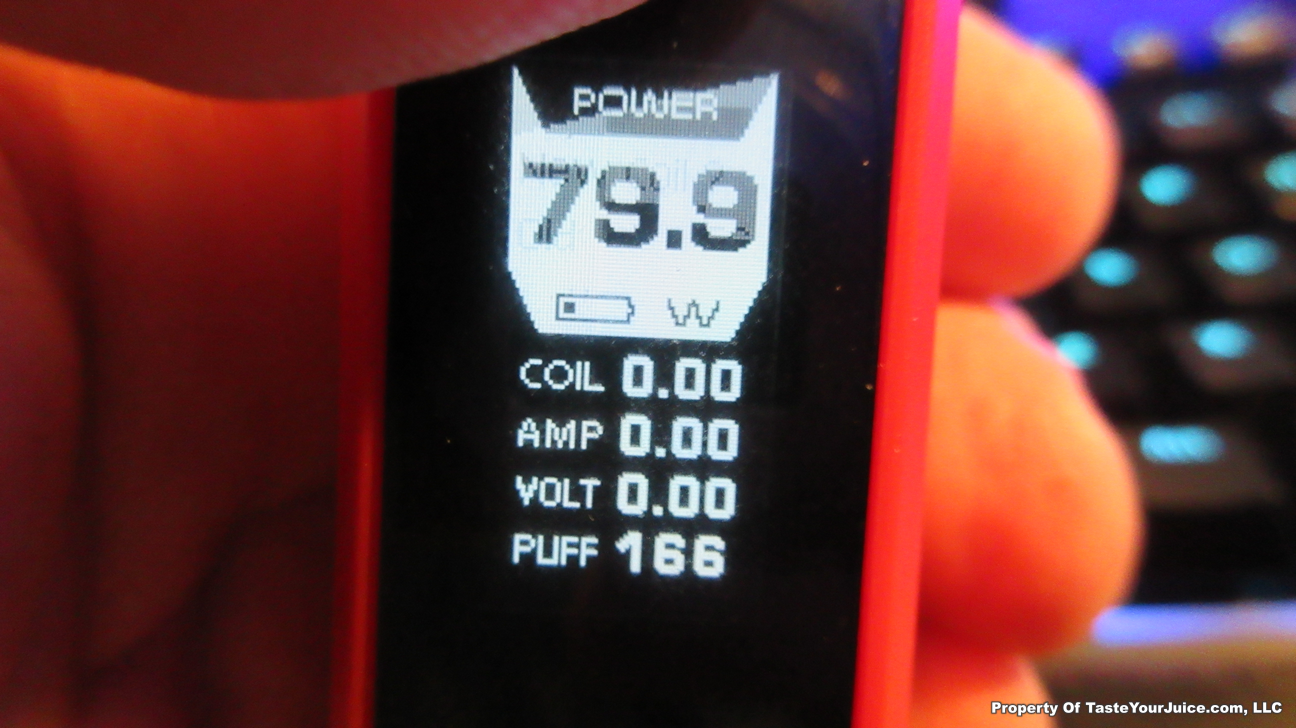 POWER
79.9
W
COIL 0.00
AMP 0.00
VOLT 0.00
PUFF 166
Property Of TasteYourJuice.com, LLC